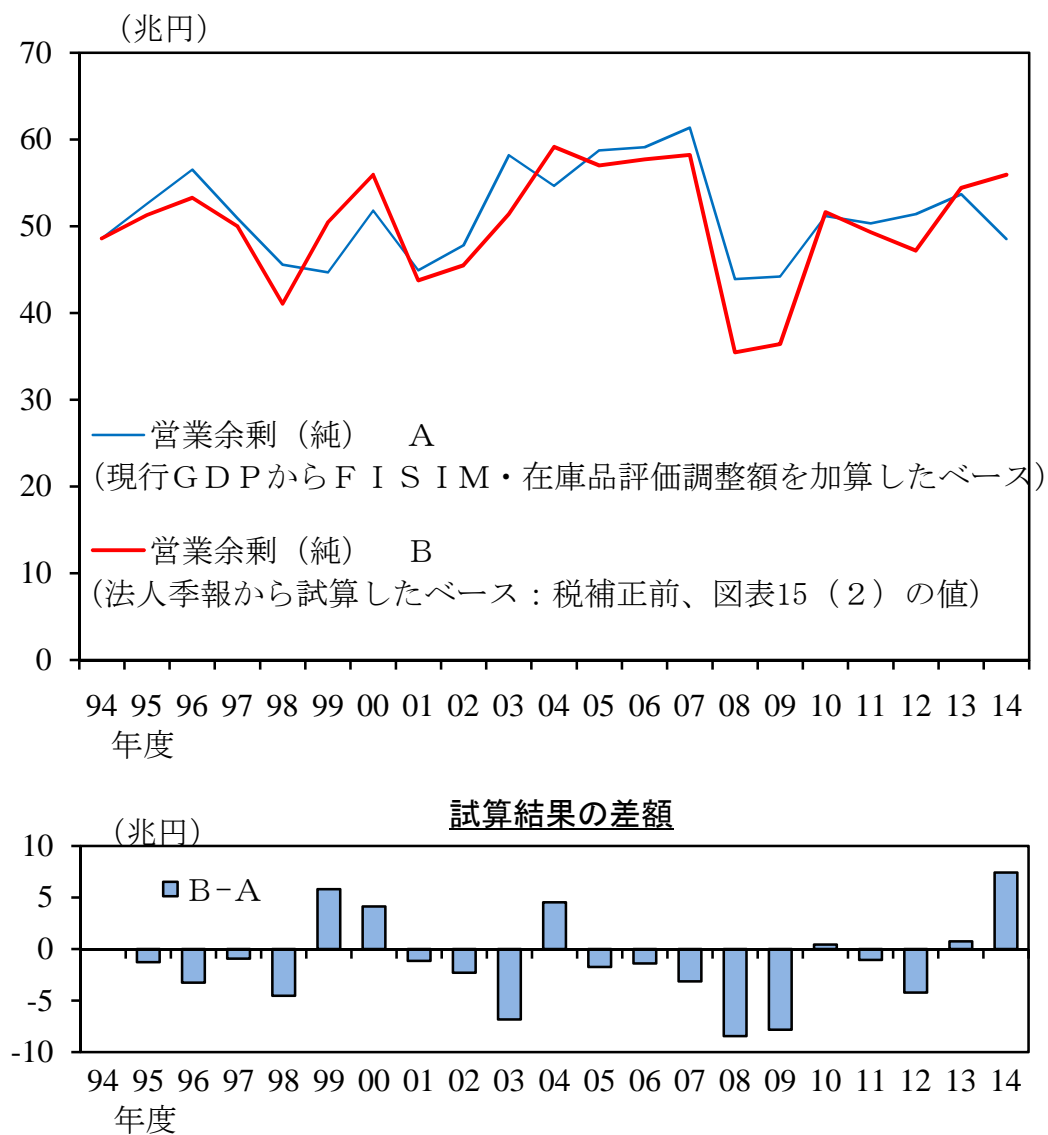 （兆円）
70
60
50
40
30
20
10
0
営業余剰（純）　Ａ
（現行ＧＤＰからＦＩＳＩＭ・在庫品評価調整額を加算したベース）
営業余剰（純）　Ｂ
（法人季報から試算したベース：税補正前、図表15（２）の値）
94 95 96 97 98 99 00 01 02 03 04 05 06 07 08 09 10 11 12 13 14
年度
試算結果の差額
（兆円）
10
5
0
-5
-10
Ｂ-Ａ
94 95 96 97 98 99 00 01 02 03 04 05 06 07 08 09 10 11 12 13 14
年度